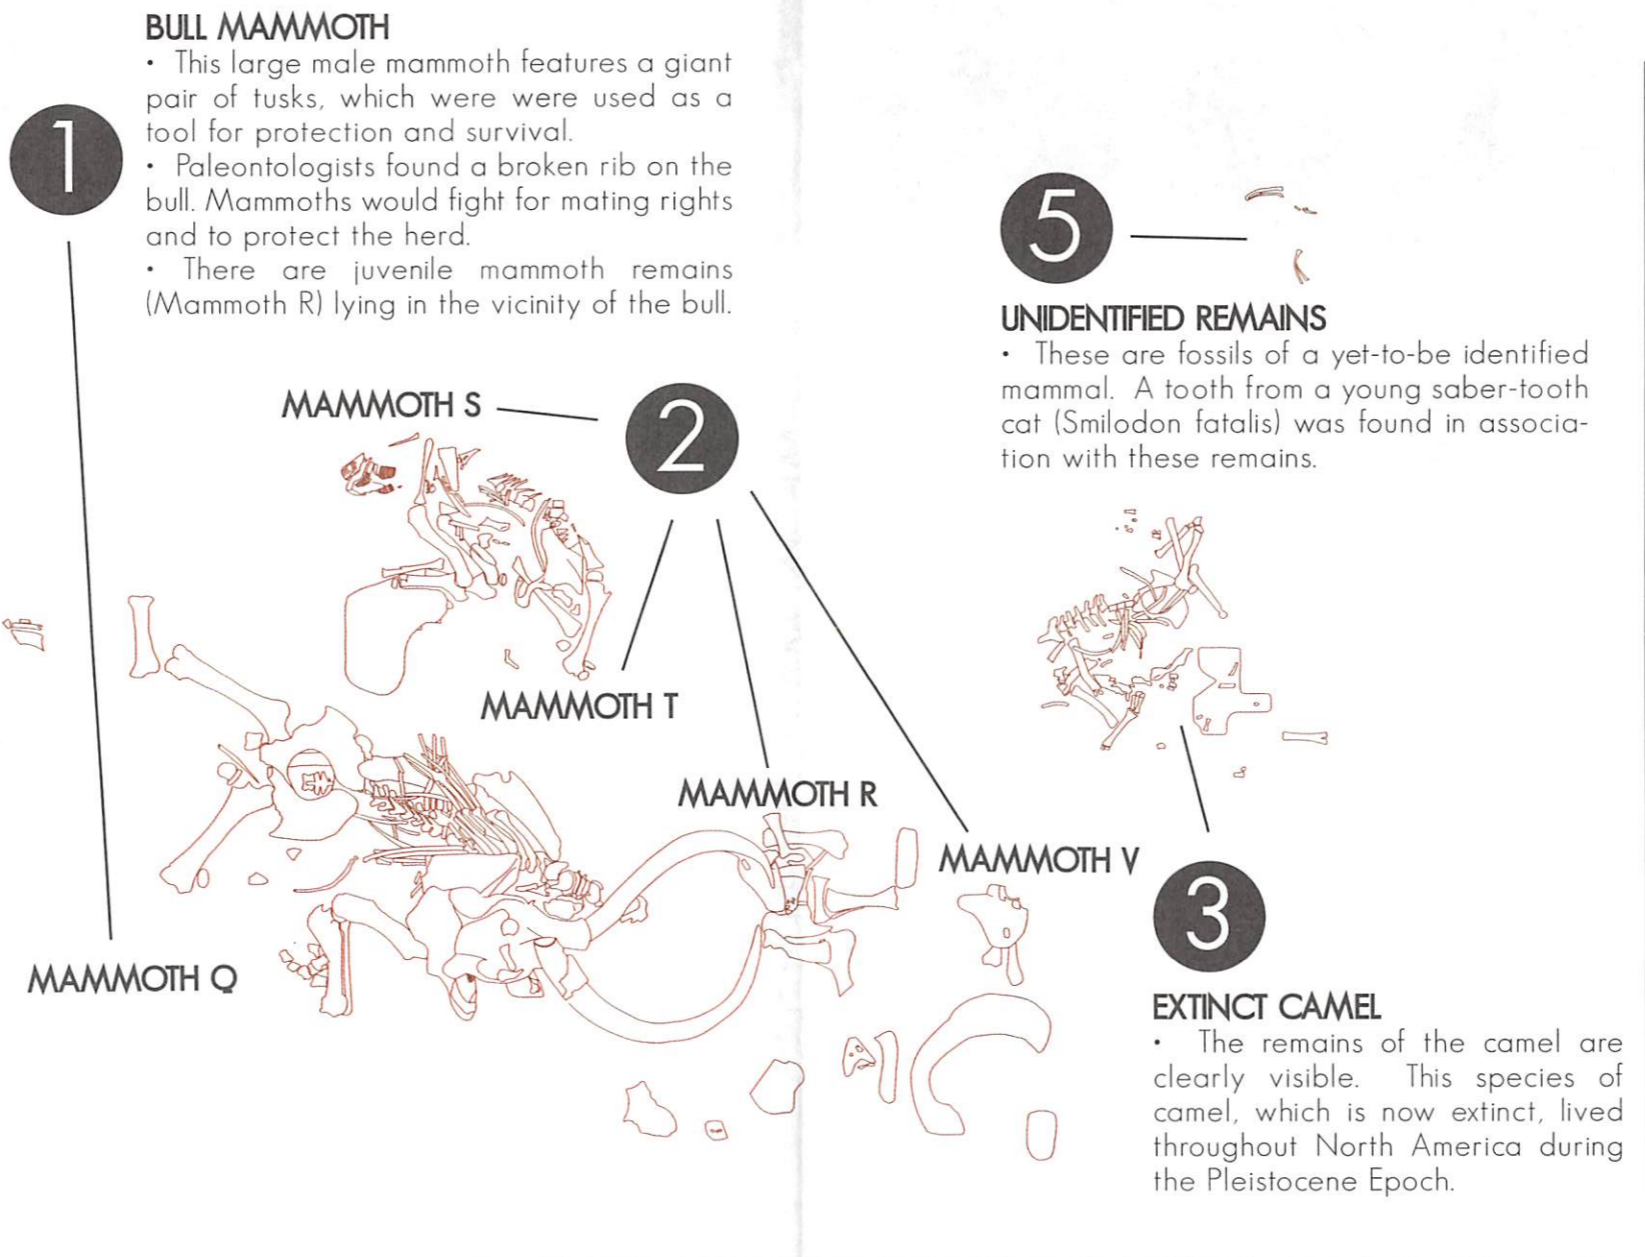 BULL MAMMOTH
• This large male mammoth features a giant
pair of tusks, which were were used as a
tool for protection and survival.
• Paleontologists found a broken rib on the
bull. Mammoths would fight for mating rights
and to protect the herd.
• There are juvenile mammoth remains
(Mammoth R) lying in the vicinity of the bull.
1
5
UNIDENTIFIED REMAINS
• These are fossils of a yet-to-be identified
mammal. A tooth from a young saber-tooth
cat (Smilodon fatalis) was found in associa-
tion with these remains.
MAMMOTH S
2
MAMMOTH T
MAMMOTH R
MAMMOTH V
MAMMOTH Q
3
EXTINCT CAMEL
• The remains of the camel are
clearly visible. This species of
camel, which is now extinct, lived
throughout North America during
the Pleistocene Epoch.